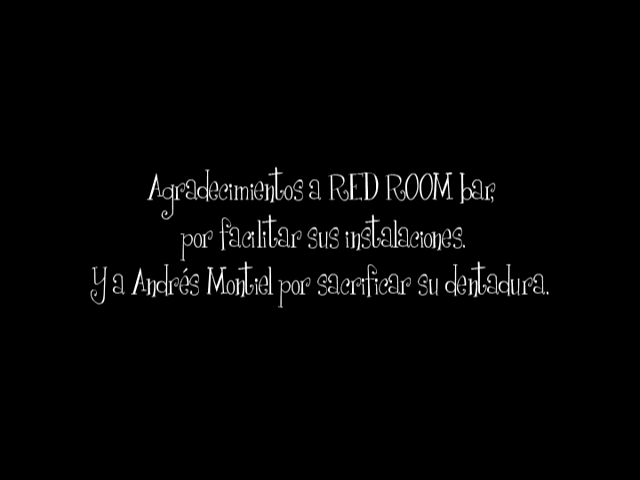 Agradecimientos a RED ROOM bar,
por facilitar sus instalaciones.
Y a Andrés Montiel por sacrificar su dentadura.